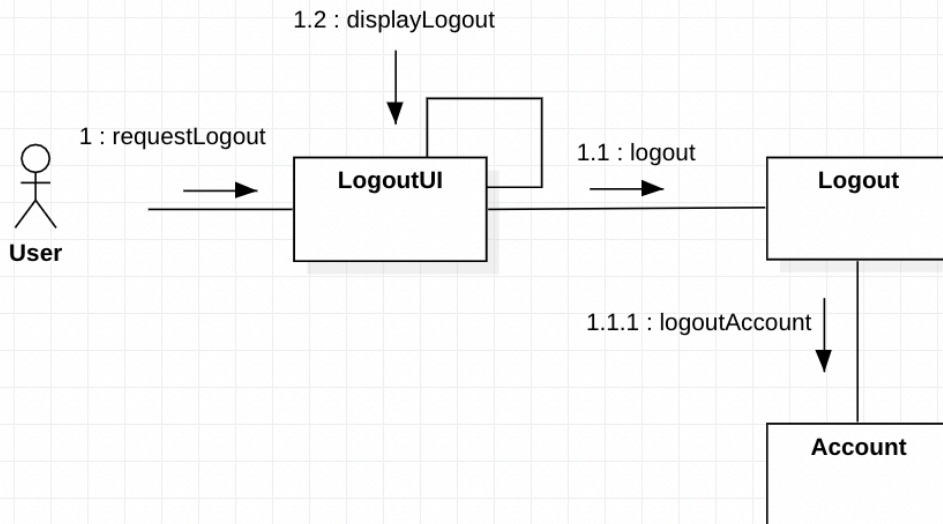 1.2 : displayLogout
1 : requestLogout
1.1 : logout
LogoutUI
Logout
User
1.1.1 : logoutAccount
Account